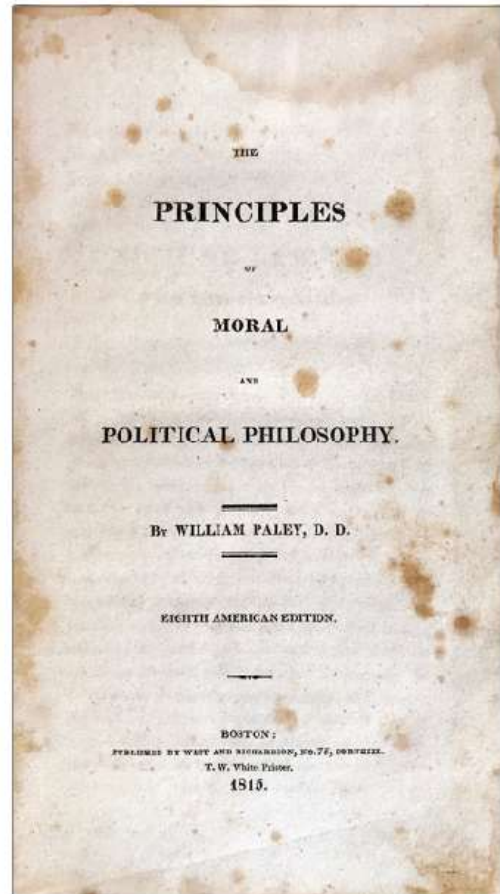 THE
PRINCIPLES
OF
MORAL
AND
POLITICAL PHILOSOPHY.
BY WILLIAM PALEY, D. D.
EIGHTH AMERICAN EDITION.
BOSTON:
PUBLISHED BY WEST AND RICHARDSON, NO. 75, CORNHILL.
T. W. White Printer.
1815.